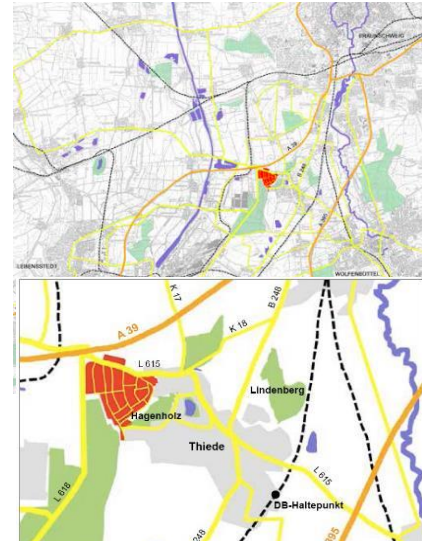 BRAUNSCHWEIG
A 39
B 248
A 395
LEBENSTEDT
WOLFENBÜTTEL
K 17
B 248
A 39
K 18
L 615
Lindenberg
Hagenholz
Thiede
L 616
L 615
DB-Haltepunkt
248
395